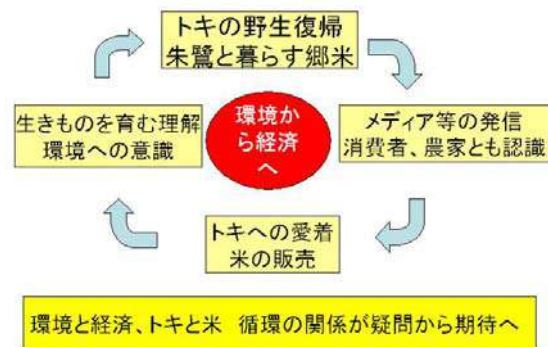 トキの野生復帰
朱鷺と暮らす郷米
生きものを育む理解
環境への意識
環境か
ら経済
へ
メディア等の発信
消費者、農家とも認識
トキへの愛着
米の販売
環境と経済、トキと米 循環の関係が疑問から期待へ